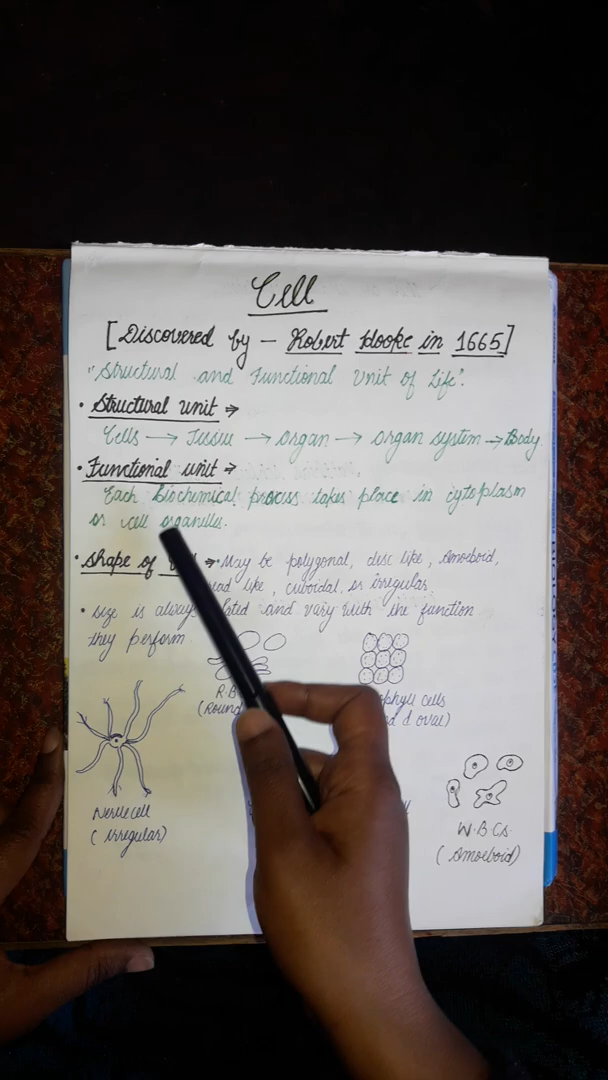 Cell
[Discovered by - Robert Hooke in 1665]
"Structural and Functional Unit of Life".
• Structural unit ⇒
Cells → Tissue → Organ → Organ system → Body
• Functional unit ⇒
Each biochemical process takes place in cytoplasm
or cell organelles.
• Shape of ⇒ • May be polygonal, disc like, Amoeboid,
like, cuboidal or irregular
• size is always and vary with the function
they perform
Nerve cell
(irregular)
cells
oval)
W.B.Cs
(Amoeboid)
BIOLOGY